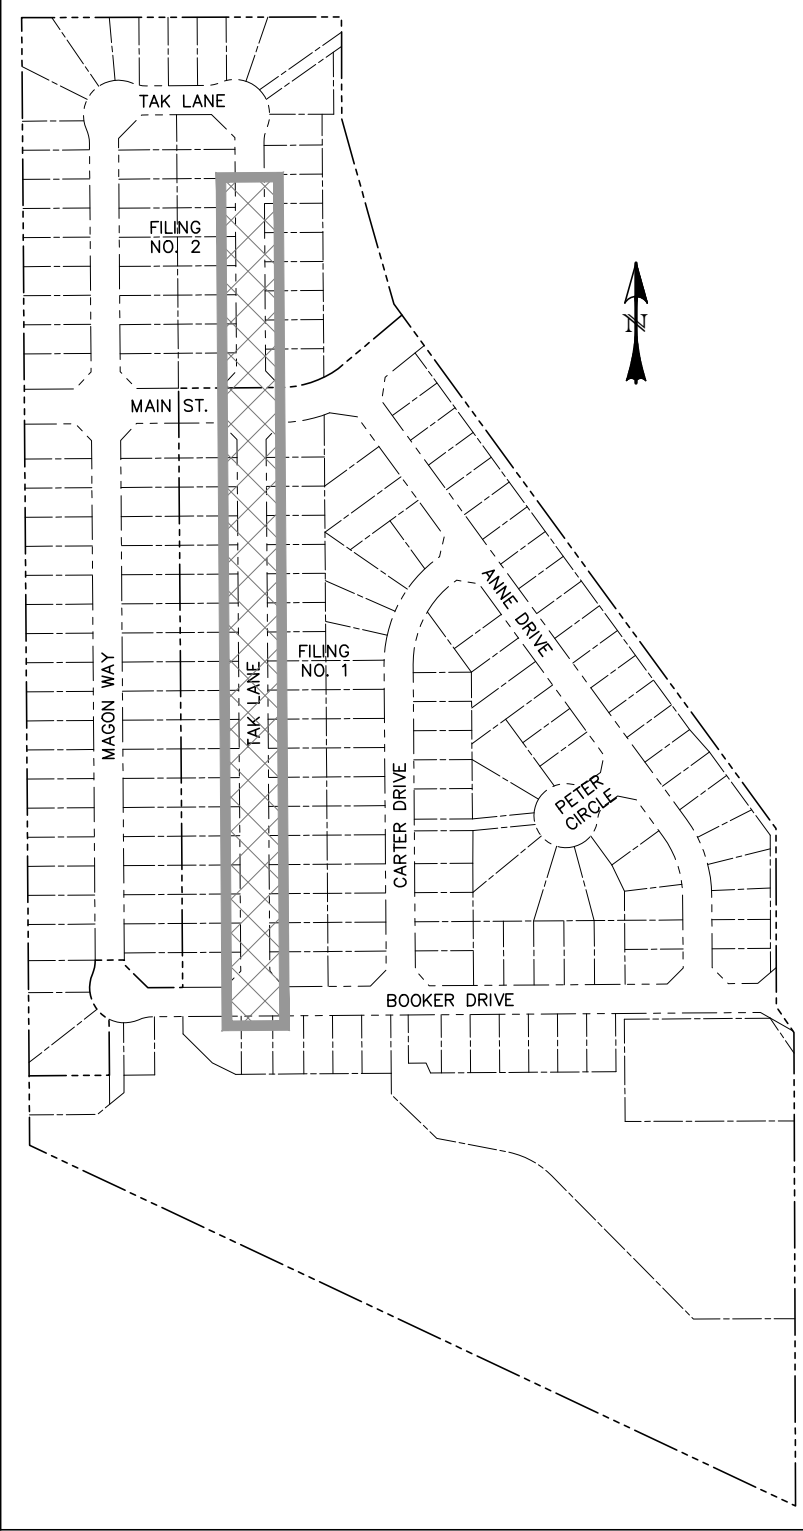 TAK LANE
FILING
NO. 2
N
MAIN ST.
ANNE DRIVE
FILING
NO. 1
MAGON WAY
TAK LANE
CARTER DRIVE
PETER
CIRCLE
BOOKER DRIVE